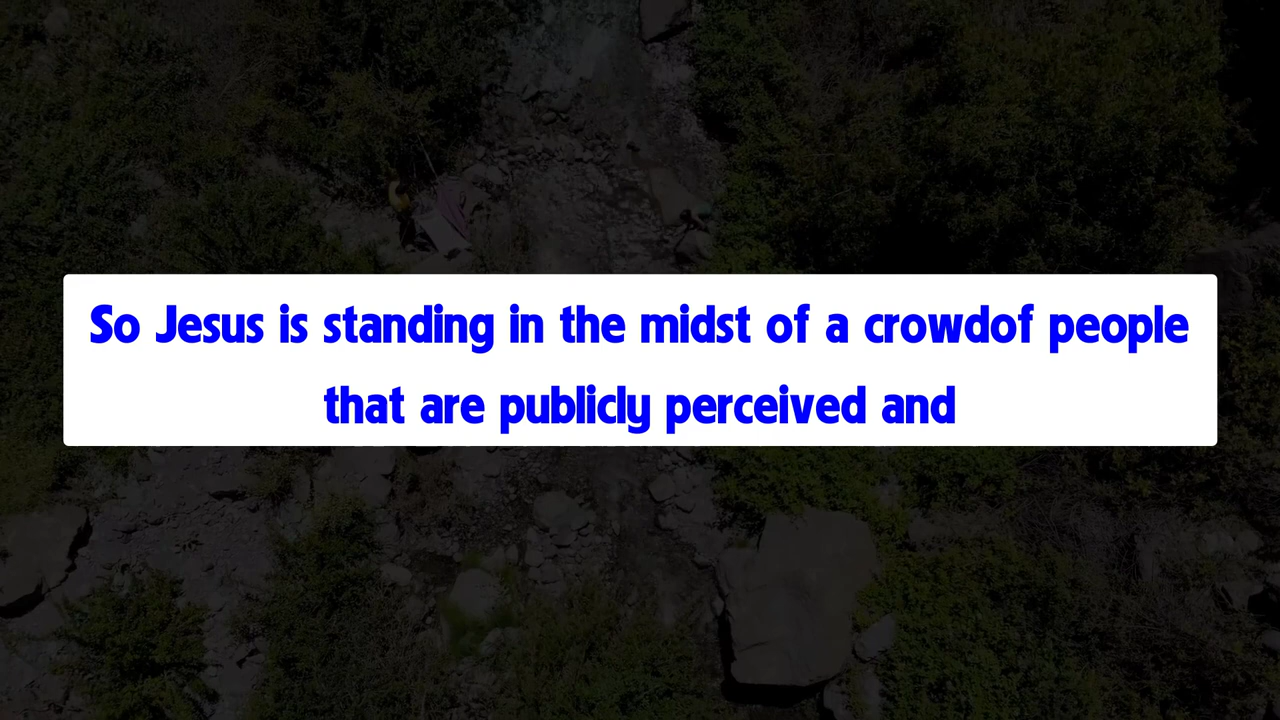 So Jesus is standing in the midst of a crowdof people
that are publicly perceived and